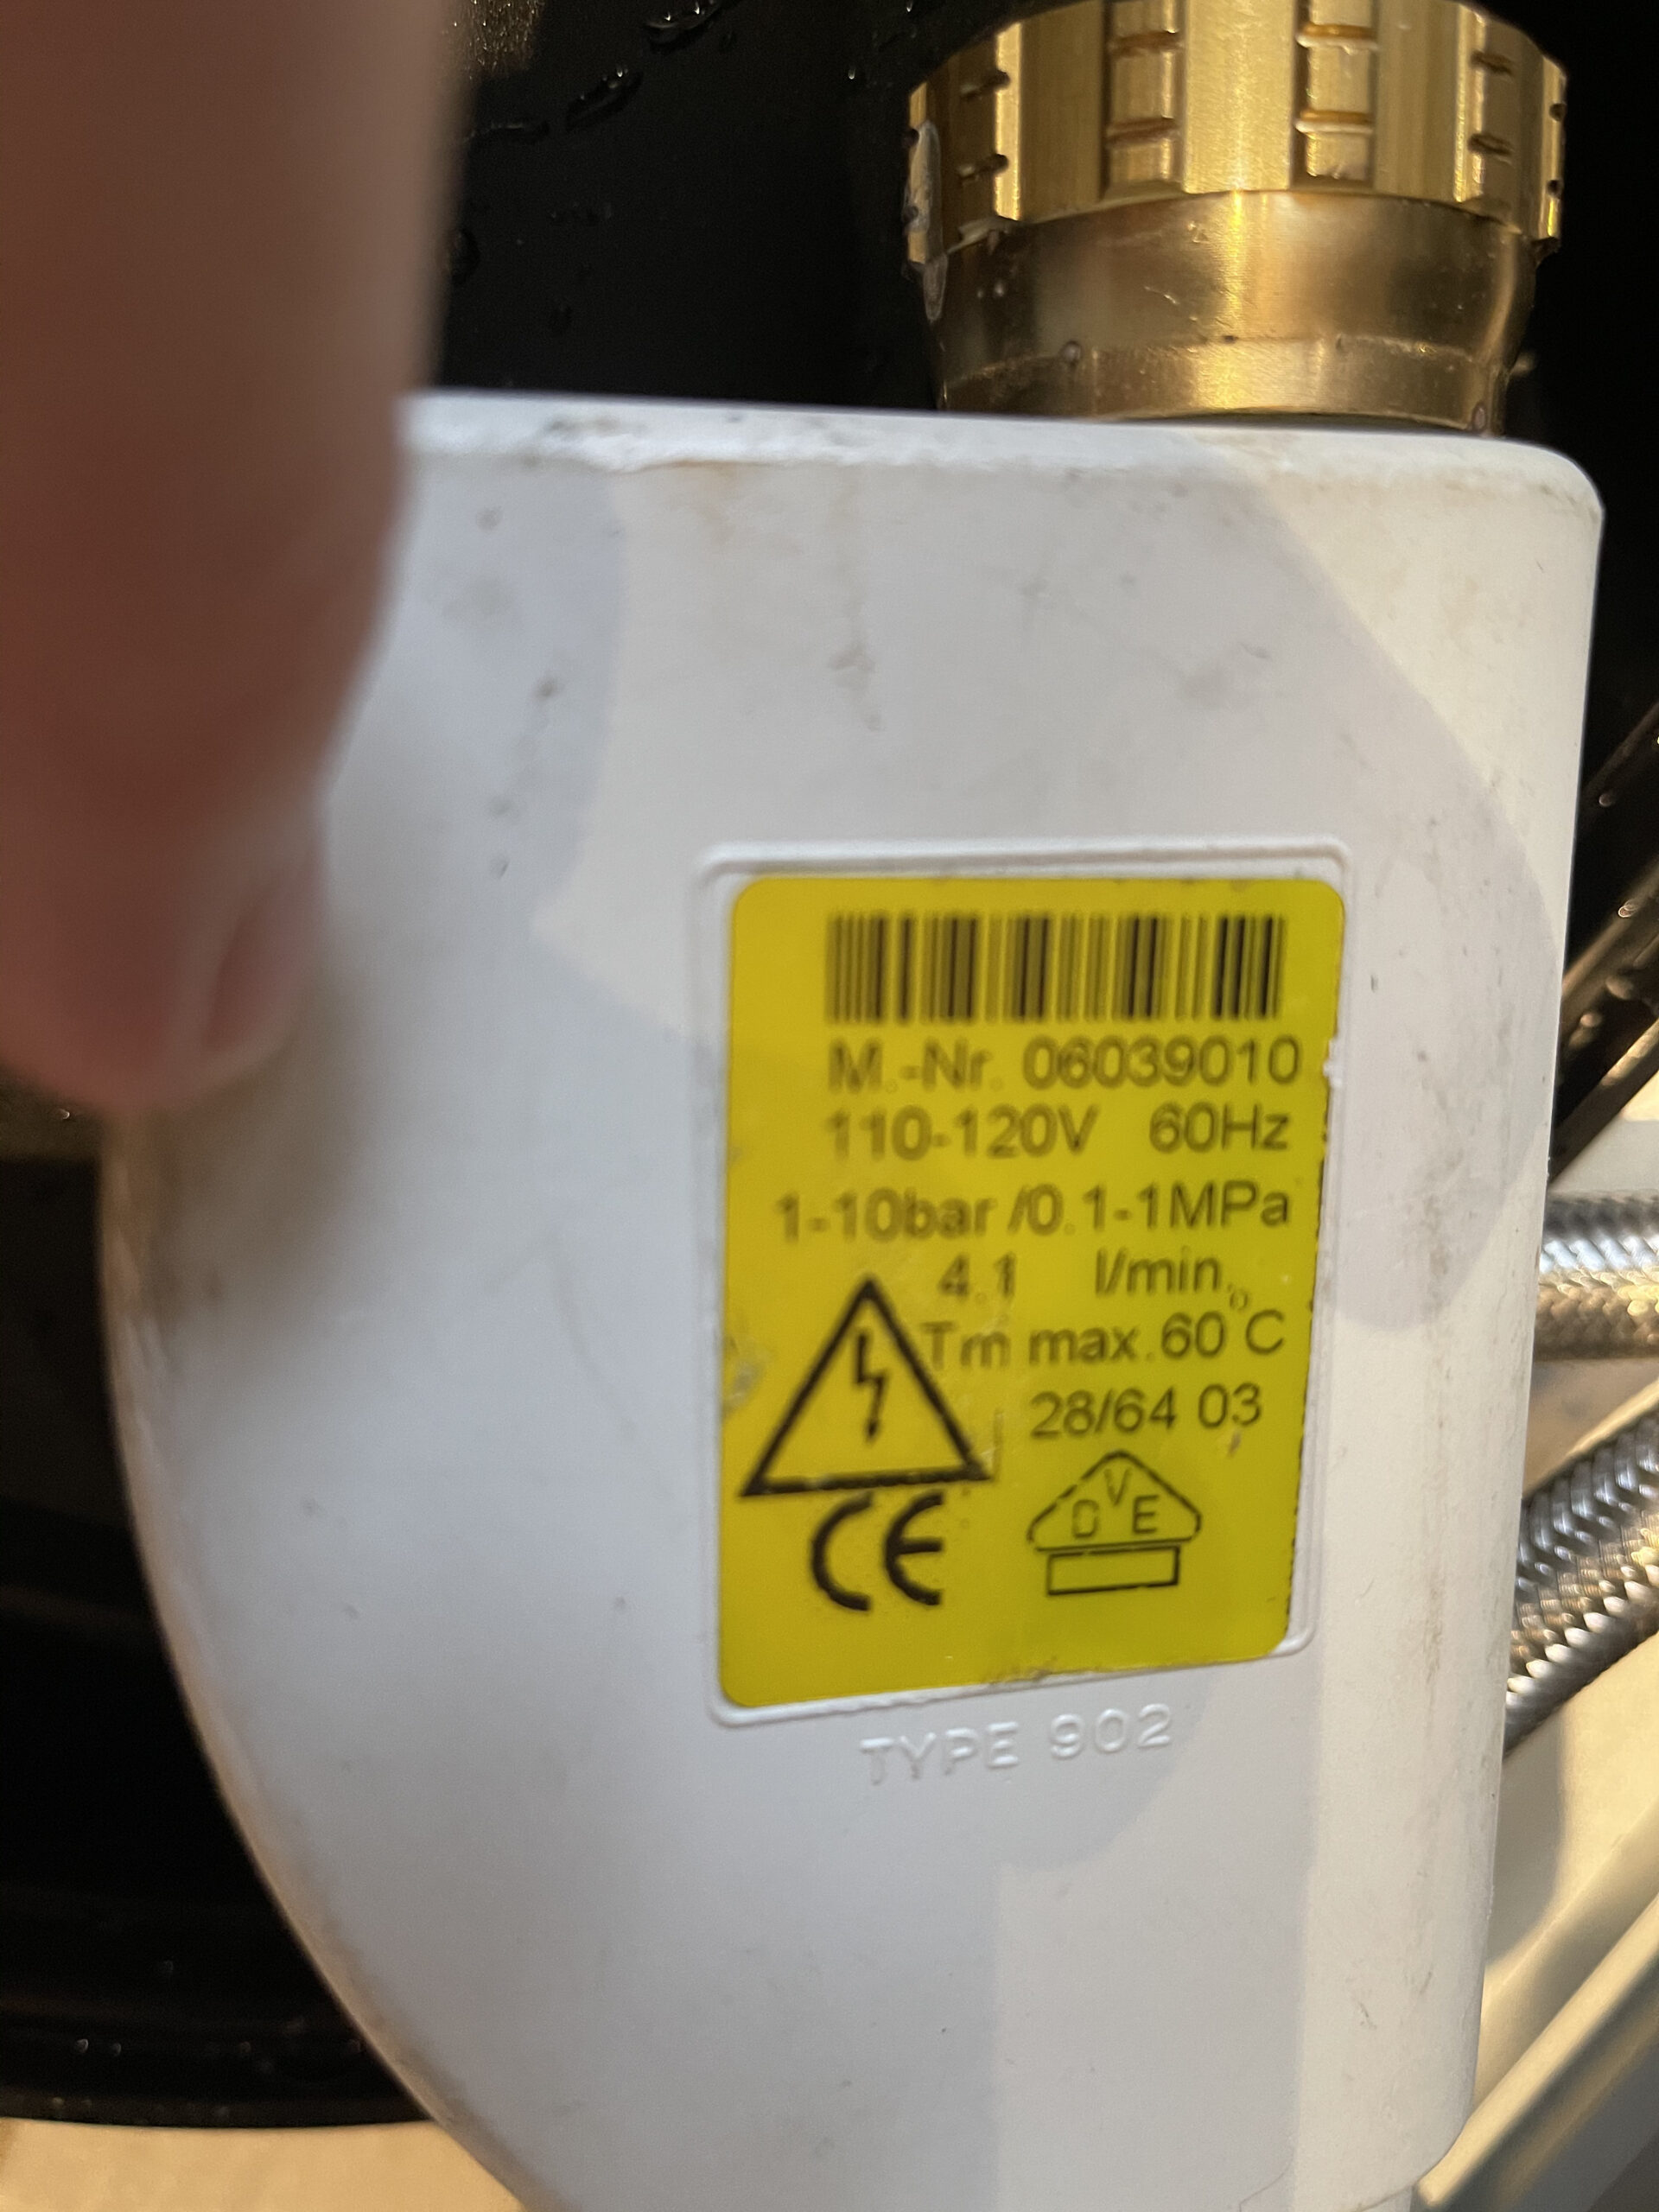 M.-Nr. 06039010
110-120V 60Hz
1-10bar /0.1-1MPa
4.1 l/min.
Tm max.60°C
28/64 03
CE
DVE
TYPE 902